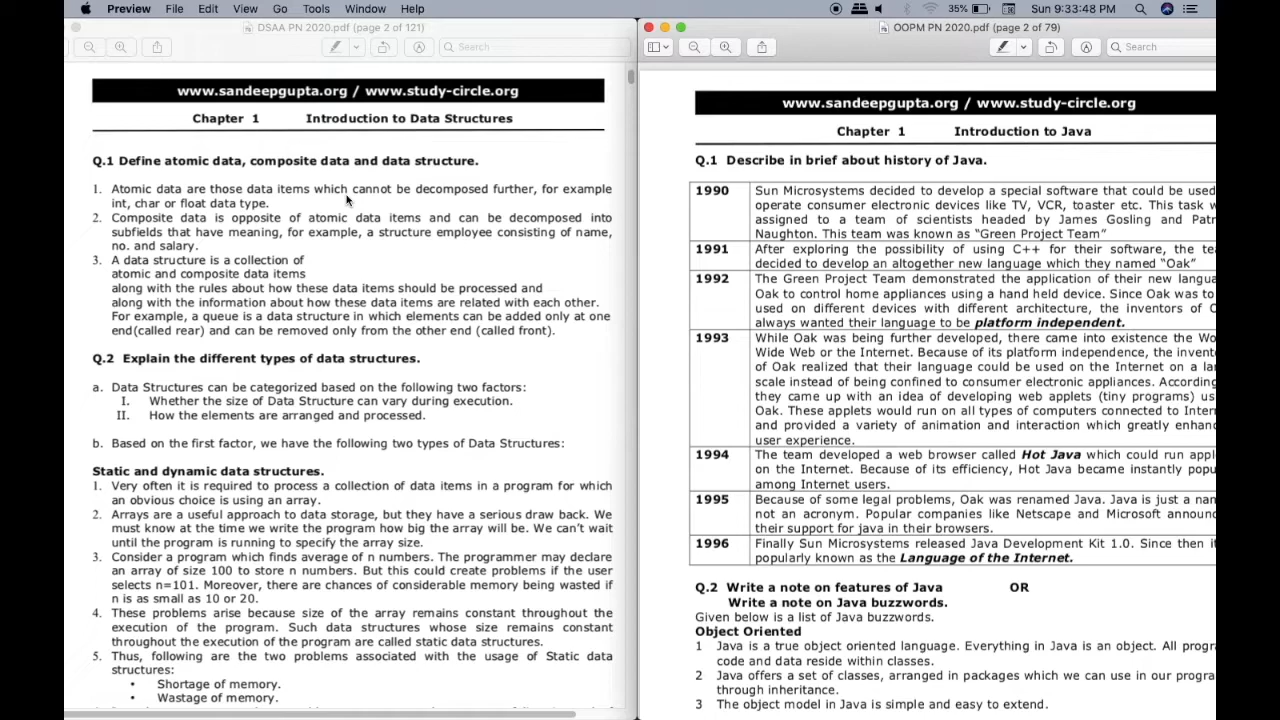 Preview File Edit View Go Tools Window Help 35% Sun 9:33:48 PM
DSAA PN 2020.pdf (page 2 of 121)
Search
www.sandeepgupta.org / www.study-circle.org
Chapter 1 Introduction to Data Structures
Q.1 Define atomic data, composite data and data structure.
1. Atomic data are those data items which cannot be decomposed further, for example
int, char or float data type.
2. Composite data is opposite of atomic data items and can be decomposed into
subfields that have meaning, for example, a structure employee consisting of name,
no. and salary.
3. A data structure is a collection of
atomic and composite data items
along with the rules about how these data items should be processed and
along with the information about how these data items are related with each other.
For example, a queue is a data structure in which elements can be added only at one
end(called rear) and can be removed only from the other end (called front).
Q.2 Explain the different types of data structures.
a. Data Structures can be categorized based on the following two factors:
I. Whether the size of Data Structure can vary during execution.
II. How the elements are arranged and processed.
b. Based on the first factor, we have the following two types of Data Structures:
Static and dynamic data structures.
1. Very often it is required to process a collection of data items in a program for which
an obvious choice is using an array.
2. Arrays are a useful approach to data storage, but they have a serious draw back. We
must know at the time we write the program how big the array will be. We can't wait
until the program is running to specify the array size.
3. Consider a program which finds average of n numbers. The programmer may declare
an array of size 100 to store n numbers. But this could create problems if the user
selects n=101. Moreover, there are chances of considerable memory being wasted if
n is as small as 10 or 20.
4. These problems arise because size of the array remains constant throughout the
execution of the program. Such data structures whose size remains constant
throughout the execution of the program are called static data structures.
5. Thus, following are the two problems associated with the usage of Static data
structures:
• Shortage of memory.
• Wastage of memory.
OOPM PN 2020.pdf (page 2 of 79)
Search
www.sandeepgupta.org / www.study-circle.org
Chapter 1 Introduction to Java
Q.1 Describe in brief about history of Java.
1990 Sun Microsystems decided to develop a special software that could be used
operate consumer electronic devices like TV, VCR, toaster etc. This task w
assigned to a team of scientists headed by James Gosling and Patr
Naughton. This team was known as "Green Project Team"
1991 After exploring the possibility of using C++ for their software, the tea
decided to develop an altogether new language which they named "Oak"
1992 The Green Project Team demonstrated the application of their new langua
Oak to control home appliances using a hand held device. Since Oak was to
used on different devices with different architecture, the inventors of O
always wanted their language to be platform independent.
1993 While Oak was being further developed, there came into existence the Wo
Wide Web or the Internet. Because of its platform independence, the invent
of Oak realized that their language could be used on the Internet on a lar
scale instead of being confined to consumer electronic appliances. According
they came up with an idea of developing web applets (tiny programs) us
Oak. These applets would run on all types of computers connected to Intern
and provided a variety of animation and interaction which greatly enhanc
user experience.
1994 The team developed a web browser called Hot Java which could run appl
on the Internet. Because of its efficiency, Hot Java became instantly popu
among Internet users.
1995 Because of some legal problems, Oak was renamed Java. Java is just a nam
not an acronym. Popular companies like Netscape and Microsoft announc
their support for java in their browsers.
1996 Finally Sun Microsystems released Java Development Kit 1.0. Since then it
popularly known as the Language of the Internet.
Q.2 Write a note on features of Java OR
Write a note on Java buzzwords.
Given below is a list of Java buzzwords.
Object Oriented
1 Java is a true object oriented language. Everything in Java is an object. All progra
code and data reside within classes.
2 Java offers a set of classes, arranged in packages which we can use in our progra
through inheritance.
3 The object model in Java is simple and easy to extend.